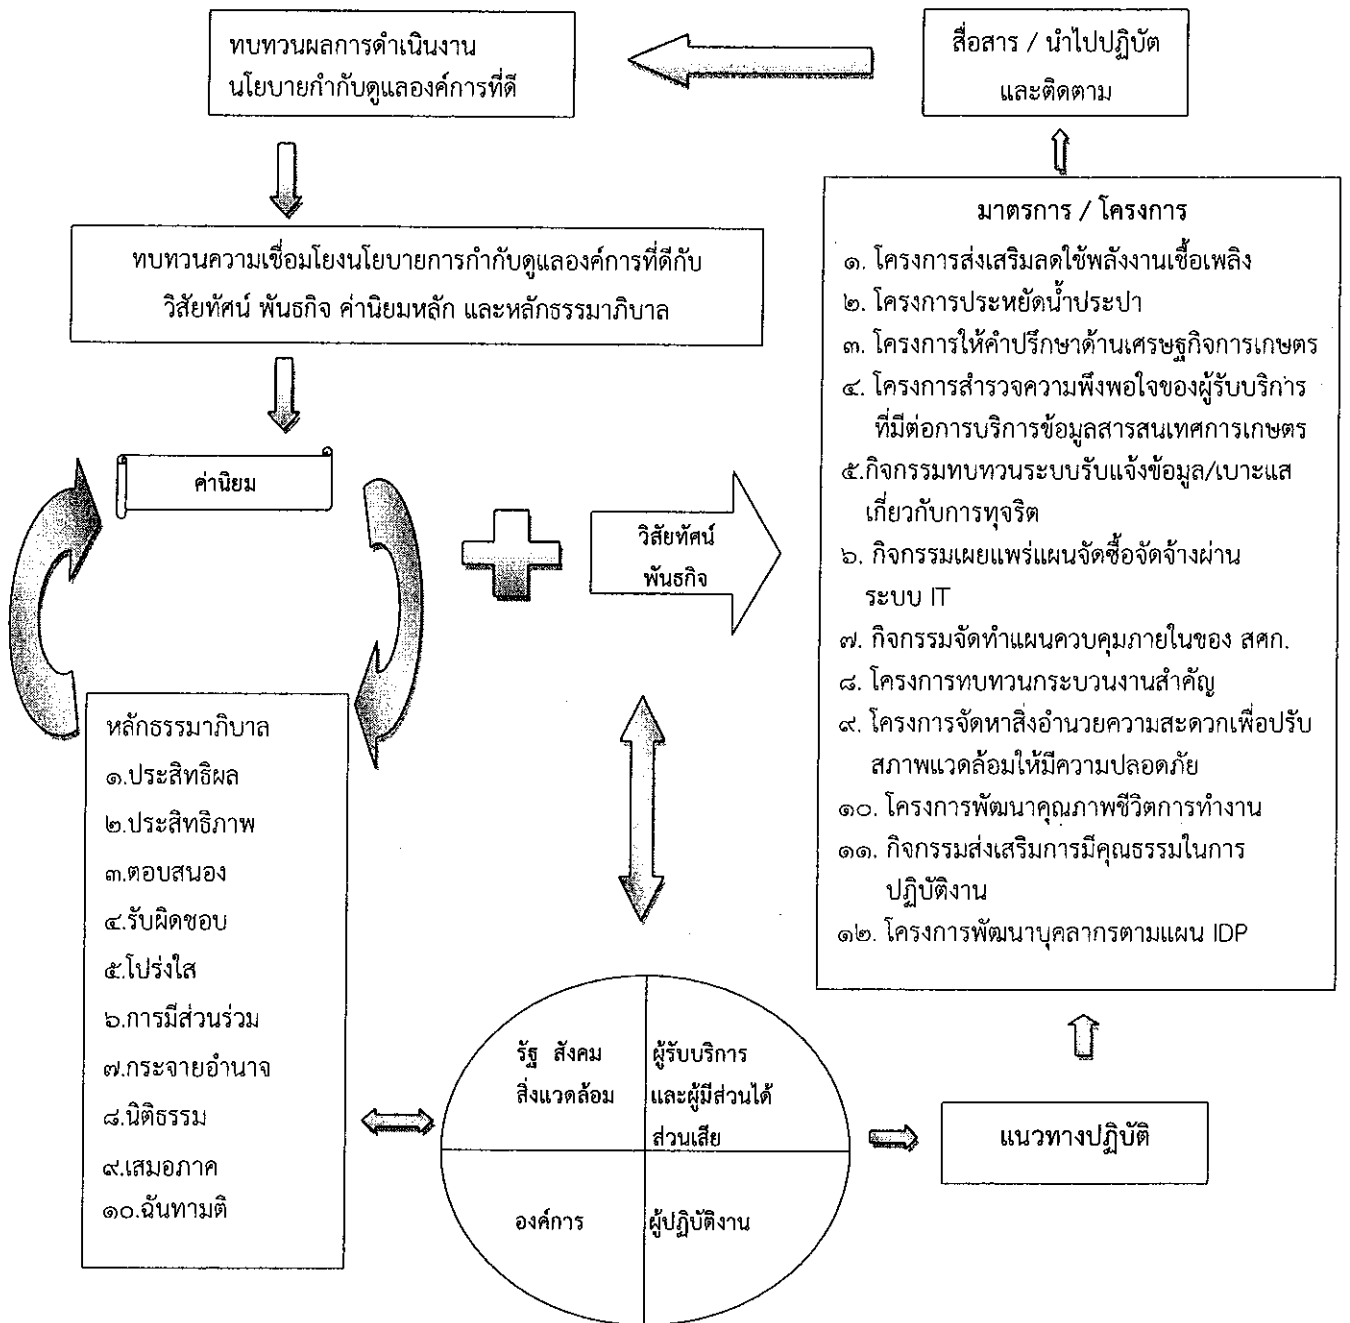 ทบทวนผลการดำเนินงาน
นโยบายกำกับดูแลองค์การที่ดี
สื่อสาร / นำไปปฏิบัต
และติดตาม
ทบทวนความเชื่อมโยงนโยบายการกำกับดูแลองค์การที่ดีกับ
วิสัยทัศน์ พันธกิจ ค่านิยมหลัก และหลักธรรมาภิบาล
ค่านิยม
วิสัยทัศน์
พันธกิจ
มาตรการ / โครงการ
๑. โครงการส่งเสริมลดใช้พลังงานเชื้อเพลิง
๒. โครงการประหยัดน้ำประปา
๓. โครงการให้คำปรึกษาด้านเศรษฐกิจการเกษตร
๔. โครงการสำรวจความพึงพอใจของผู้รับบริการ
ที่มีต่อการบริการข้อมูลสารสนเทศการเกษตร
๕.กิจกรรมทบทวนระบบรับแจ้งข้อมูล/เบาะแส
เกี่ยวกับการทุจริต
๖. กิจกรรมเผยแพร่แผนจัดซื้อจัดจ้างผ่าน
ระบบ IT
๗. กิจกรรมจัดทำแผนควบคุมภายในของ สศก.
๘. โครงการทบทวนกระบวนงานสำคัญ
๙. โครงการจัดหาสิ่งอำนวยความสะดวกเพื่อปรับ
สภาพแวดล้อมให้มีความปลอดภัย
๑๐. โครงการพัฒนาคุณภาพชีวิตการทำงาน
๑๑. กิจกรรมส่งเสริมการมีคุณธรรมในการ
ปฏิบัติงาน
๑๒. โครงการพัฒนาบุคลากรตามแผน IDP
หลักธรรมาภิบาล
๑.ประสิทธิผล
๒.ประสิทธิภาพ
๓.ตอบสนอง
๔.รับผิดชอบ
๕.โปร่งใส
๖.การมีส่วนร่วม
๗.กระจายอำนาจ
๘.นิติธรรม
๙.เสมอภาค
๑๐.ฉันทามติ
รัฐ สังคม
สิ่งแวดล้อม
ผู้รับบริการ
และผู้มีส่วนได้
ส่วนเสีย
องค์การ
ผู้ปฏิบัติงาน
แนวทางปฏิบัติ